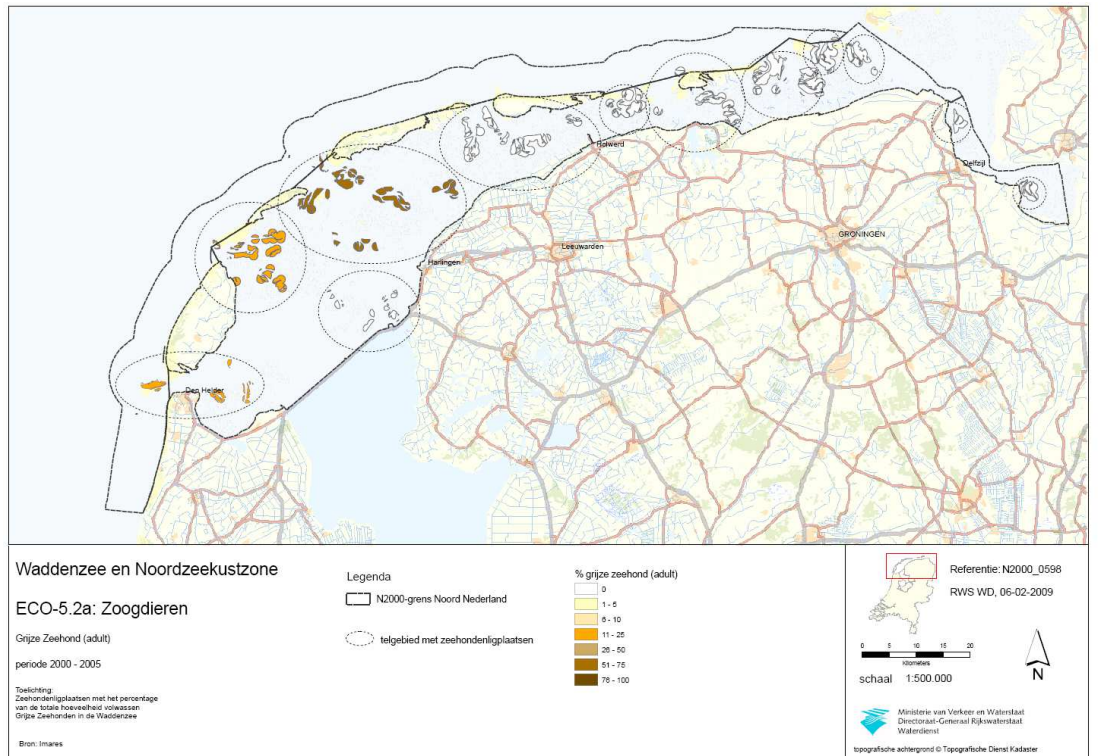 Holwerd
Delfzijl
GRONINGEN
Leeuwarden
Harlingen
Den Helder
Waddenzee en Noordzeekustzone
ECO-5.2a: Zoogdieren
Grijze Zeehond (adult)
periode 2000 - 2005
Toelichting:
Zeehondenligplaatsen met het percentage
van de totale hoeveelheid volwassen
Grijze Zeehonden in de Waddenzee
Bron: Imares
Legenda
N2000-grens Noord Nederland
telgebied met zeehondenligplaatsen
% grijze zeehond (adult)
0
1 - 5
6 - 10
11 - 25
26 - 50
51 - 75
76 - 100
Referentie: N2000_0598
RWS WD, 06-02-2009
0 5 10 15 20
Kilometers
schaal 1:500.000
N
Ministerie van Verkeer en Waterstaat
Directoraat-Generaal Rijkswaterstaat
Waterdienst
topografische achtergrond © Topografische Dienst Kadaster